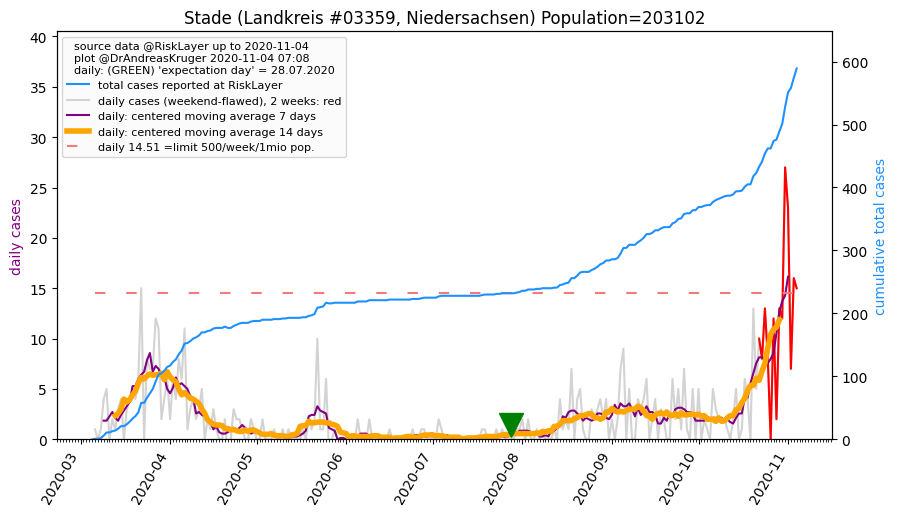 Stade (Landkreis #03359, Niedersachsen) Population=203102
source data @RiskLayer up to 2020-11-04
plot @DrAndreasKruger 2020-11-04 07:08
daily: (GREEN) 'expectation day' = 28.07.2020
total cases reported at RiskLayer
daily cases (weekend-flawed), 2 weeks: red
daily: centered moving average 7 days
daily: centered moving average 14 days
daily 14.51 =limit 500/week/1mio pop.
daily cases
40
35
30
25
20
15
10
5
0
600
500
400
300
200
100
0
cumulative total cases
2020-03
2020-04
2020-05
2020-06
2020-07
2020-08
2020-09
2020-10
2020-11